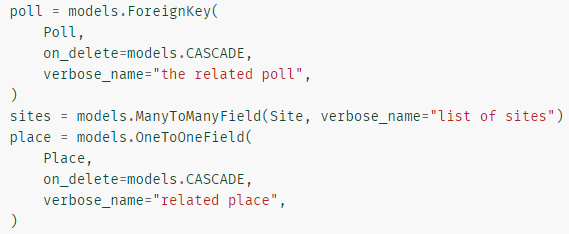 poll = models.ForeignKey(
    Poll,
    on_delete=models.CASCADE,
    verbose_name="the related poll",
)
sites = models.ManyToManyField(Site, verbose_name="list of sites")
place = models.OneToOneField(
    Place,
    on_delete=models.CASCADE,
    verbose_name="related place",
)